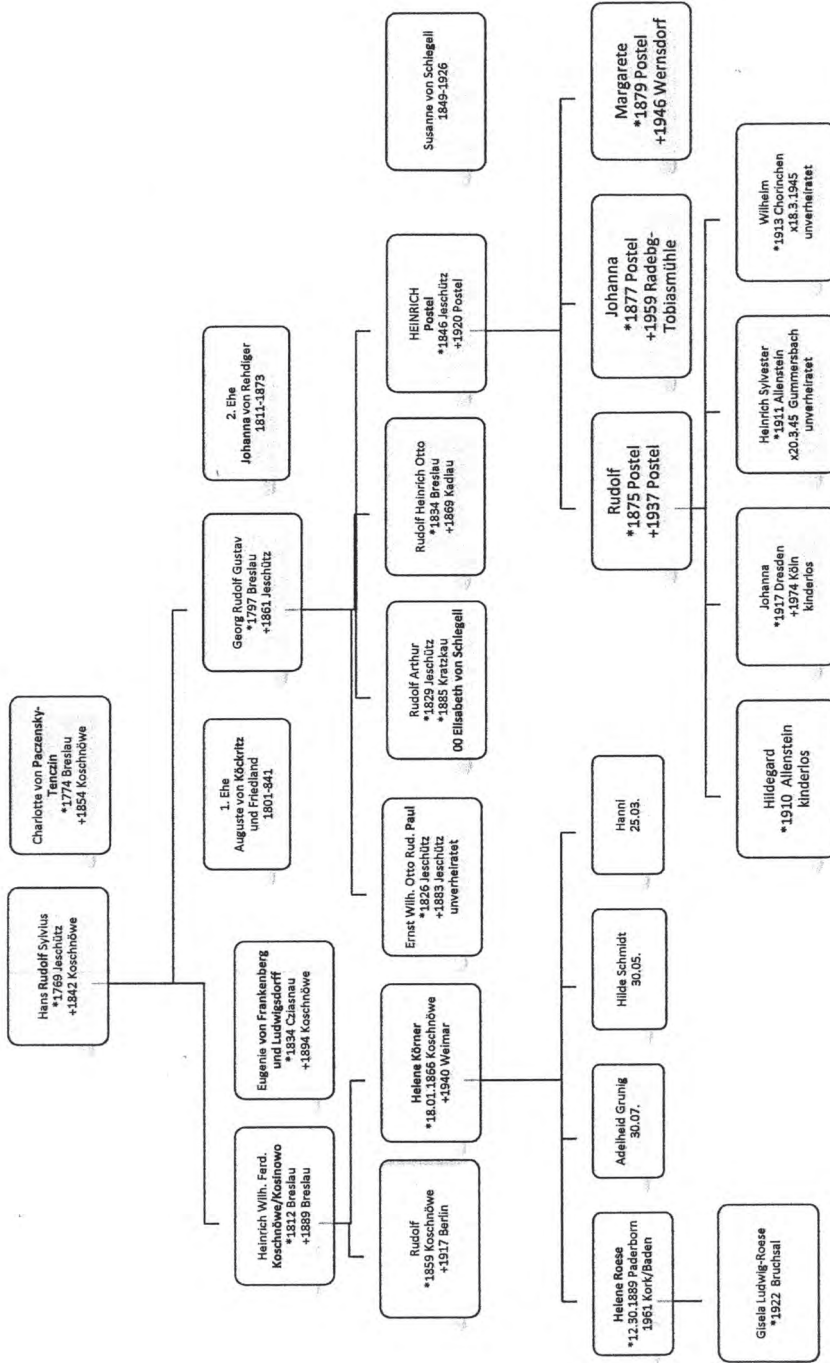 Hans Rudolf Sylvius
*1769 Jeschütz
+1842 Koschnöwe
Charlotte von Paczensky-
Tenczin
*1774 Breslau
+1854 Koschnöwe
Heinrich Wilh. Ferd.
Koschnöwe/Kosinowo
*1812 Breslau
+1889 Breslau
Eugenie von Frankenberg
und Ludwigsdorff
*1834 Cziasnau
+1894 Koschnöwe
1. Ehe
Auguste von Köckritz
und Friedland
1801-841
Georg Rudolf Gustav
*1797 Breslau
+1861 Jeschütz
2. Ehe
Johanna von Rehdiger
1811-1873
Rudolf
*1859 Koschnöwe
+1917 Berlin
Helene Körner
*18.01.1866 Koschnöwe
+1940 Weimar
Ernst Wilh. Otto Rud. Paul
*1826 Jeschütz
+1883 Jeschütz
unverheiratet
Rudolf Arthur
*1829 Jeschütz
*1885 Kratzkau
00 Elisabeth von Schlegell
Rudolf Heinrich Otto
*1834 Breslau
+1869 Kadlau
HEINRICH
Postel
*1846 Jeschütz
+1920 Postel
Susanne von Schlegell
1849-1926
Helene Roese
*12.30.1889 Paderborn
1961 Kork/Baden
Adelheid Grunig
30.07.
Hilde Schmidt
30.05.
Hanni
25.03.
Rudolf
*1875 Postel
+1937 Postel
Johanna
*1877 Postel
+1959 Radebg-
Tobiasmühle
Margarete
*1879 Postel
+1946 Wernsdorf
Gisela Ludwig-Roese
*1922 Bruchsal
Hildegard
*1910 Allenstein
kinderlos
Johanna
*1917 Dresden
+1974 Köln
kinderlos
Heinrich Sylvester
*1911 Allenstein
x20.3.45 Gummersbach
unverheiratet
Wilhelm
*1913 Chorinchen
x18.3.1945
unverheiratet